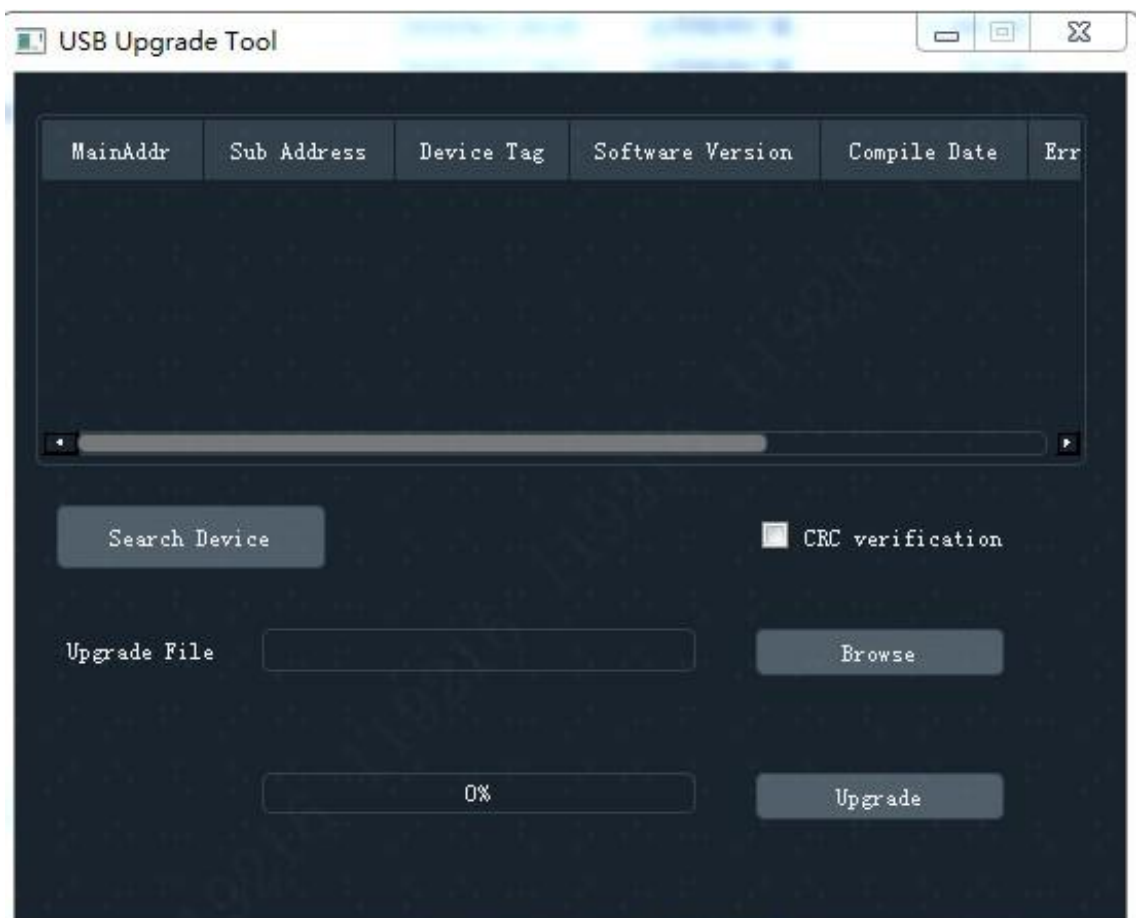 USB Upgrade Tool
MainAddr Sub Address Device Tag Software Version Compile Date Err
Search Device CRC verification
Upgrade File Browse
0% Upgrade